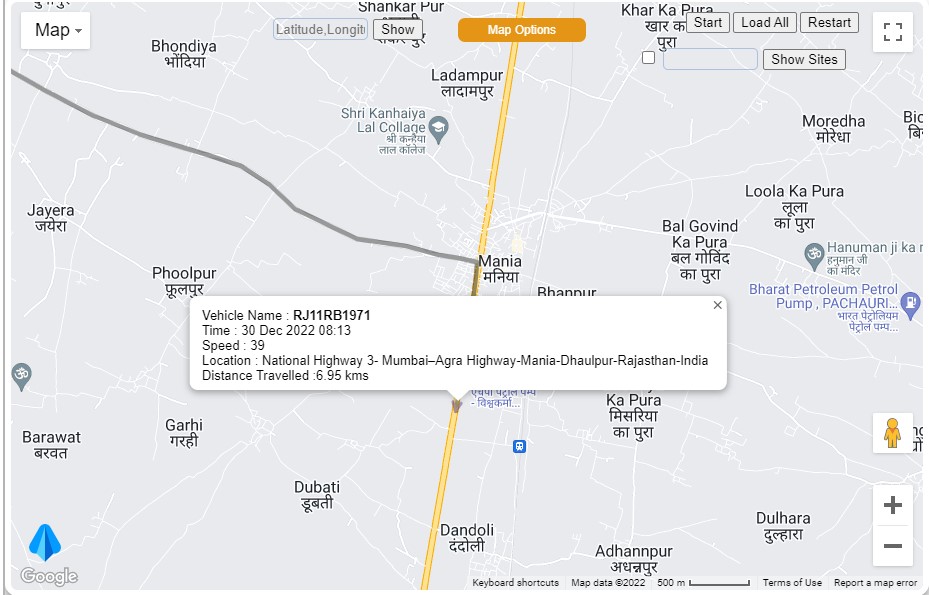 Map
Latitude,Longit
Show
Map Options
Start
Load All
Restart
Show Sites
Shankar Pur
Khar Ka Pura
खार का
पुरा
Bhondiya
भोंदिया
Ladampur
लादामपुर
Shri Kanhaiya
Lal Collage
श्री कन्हैया
लाल कॉलेज
Moredha
मोरेधा
Loola Ka Pura
लूला
का पुरा
Jayera
जयेरा
Bal Govind
Ka Pura
बल गोविंद
का पुरा
Hanuman ji ka
हनुमान जी
का मंदिर
Mania
मनिया
Phoolpur
फूलपुर
Bhanpur
Bharat Petroleum Petrol
Pump , PACHAURI...
भारत पेट्रोलियम
पेट्रोल पम्प...
Vehicle Name : RJ11RB1971
Time : 30 Dec 2022 08:13
Speed : 39
Location : National Highway 3- Mumbai–Agra Highway-Mania-Dhaulpur-Rajasthan-India
Distance Travelled :6.95 kms
एचपी पेट्रोल पम्प
- विश्वकर्मा...
Ka Pura
मिसरिया
का पुरा
Garhi
गरही
Barawat
बरवत
Dubati
डूबती
Dandoli
दंदोली
Dulhara
दुल्हारा
Adhannpur
अधन्नपुर
Google
Keyboard shortcuts
Map data ©2022
500 m
Terms of Use
Report a map error